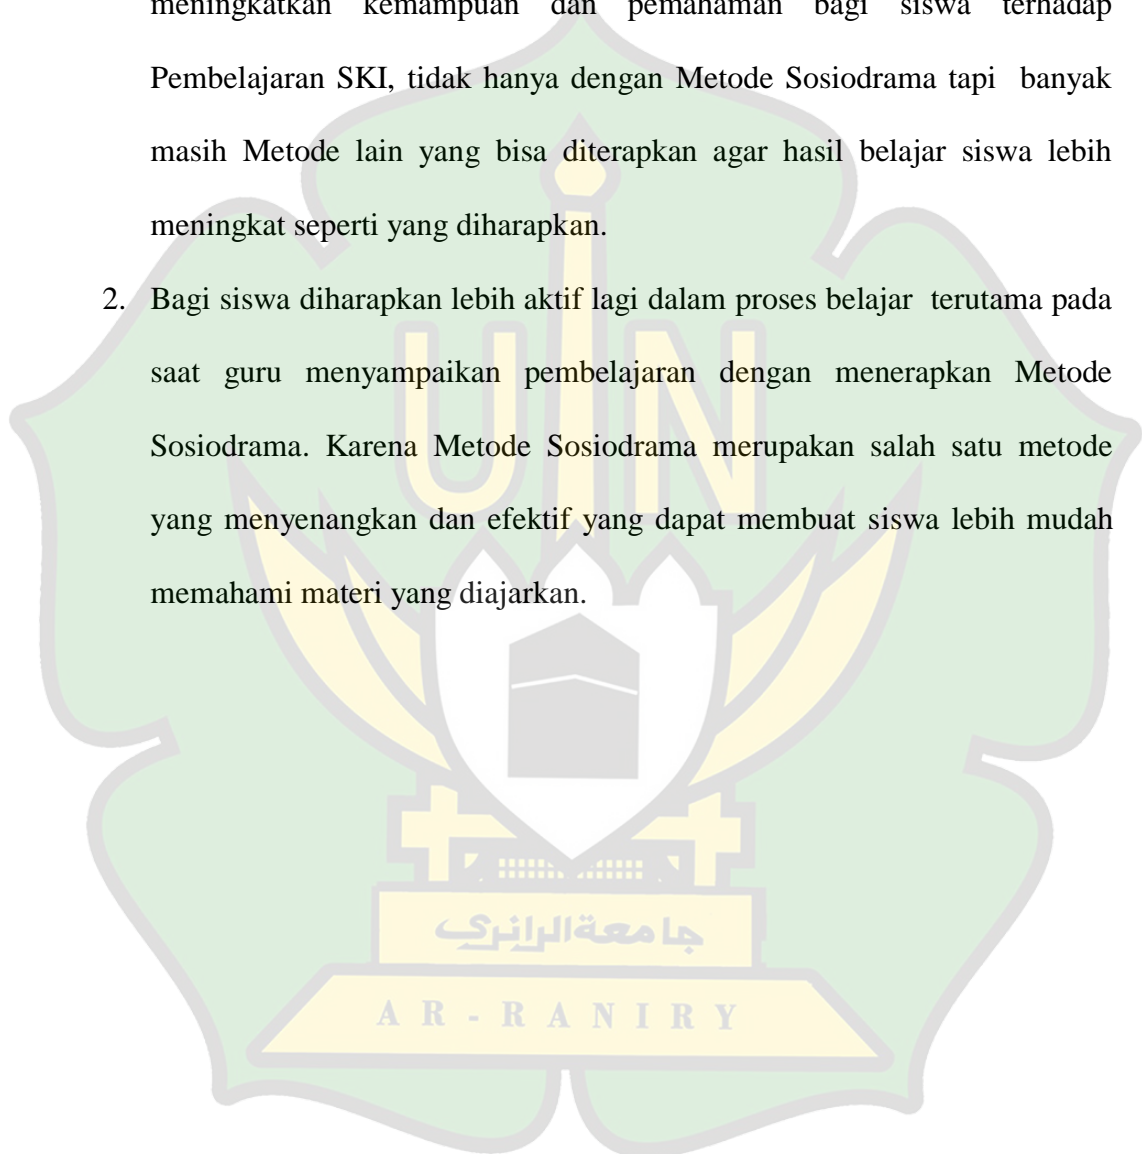 meningkatkan kemampuan dan pemahaman bagi siswa terhadap
Pembelajaran SKI, tidak hanya dengan Metode Sosiodrama tapi banyak
masih Metode lain yang bisa diterapkan agar hasil belajar siswa lebih
meningkat seperti yang diharapkan.
2. Bagi siswa diharapkan lebih aktif lagi dalam proses belajar terutama pada
saat guru menyampaikan pembelajaran dengan menerapkan Metode
Sosiodrama. Karena Metode Sosiodrama merupakan salah satu metode
yang menyenangkan dan efektif yang dapat membuat siswa lebih mudah
memahami materi yang diajarkan.
UIN
جامعةالرانرک
AR-RANIRY